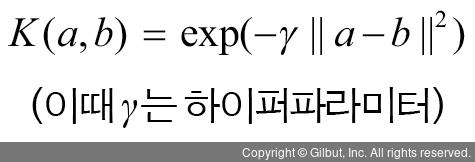 K(a,b) = exp(−γ || a − b ||²)
(이때 γ는 하이퍼파라미터)
Copyright © Gilbut, Inc. All rights reserved.